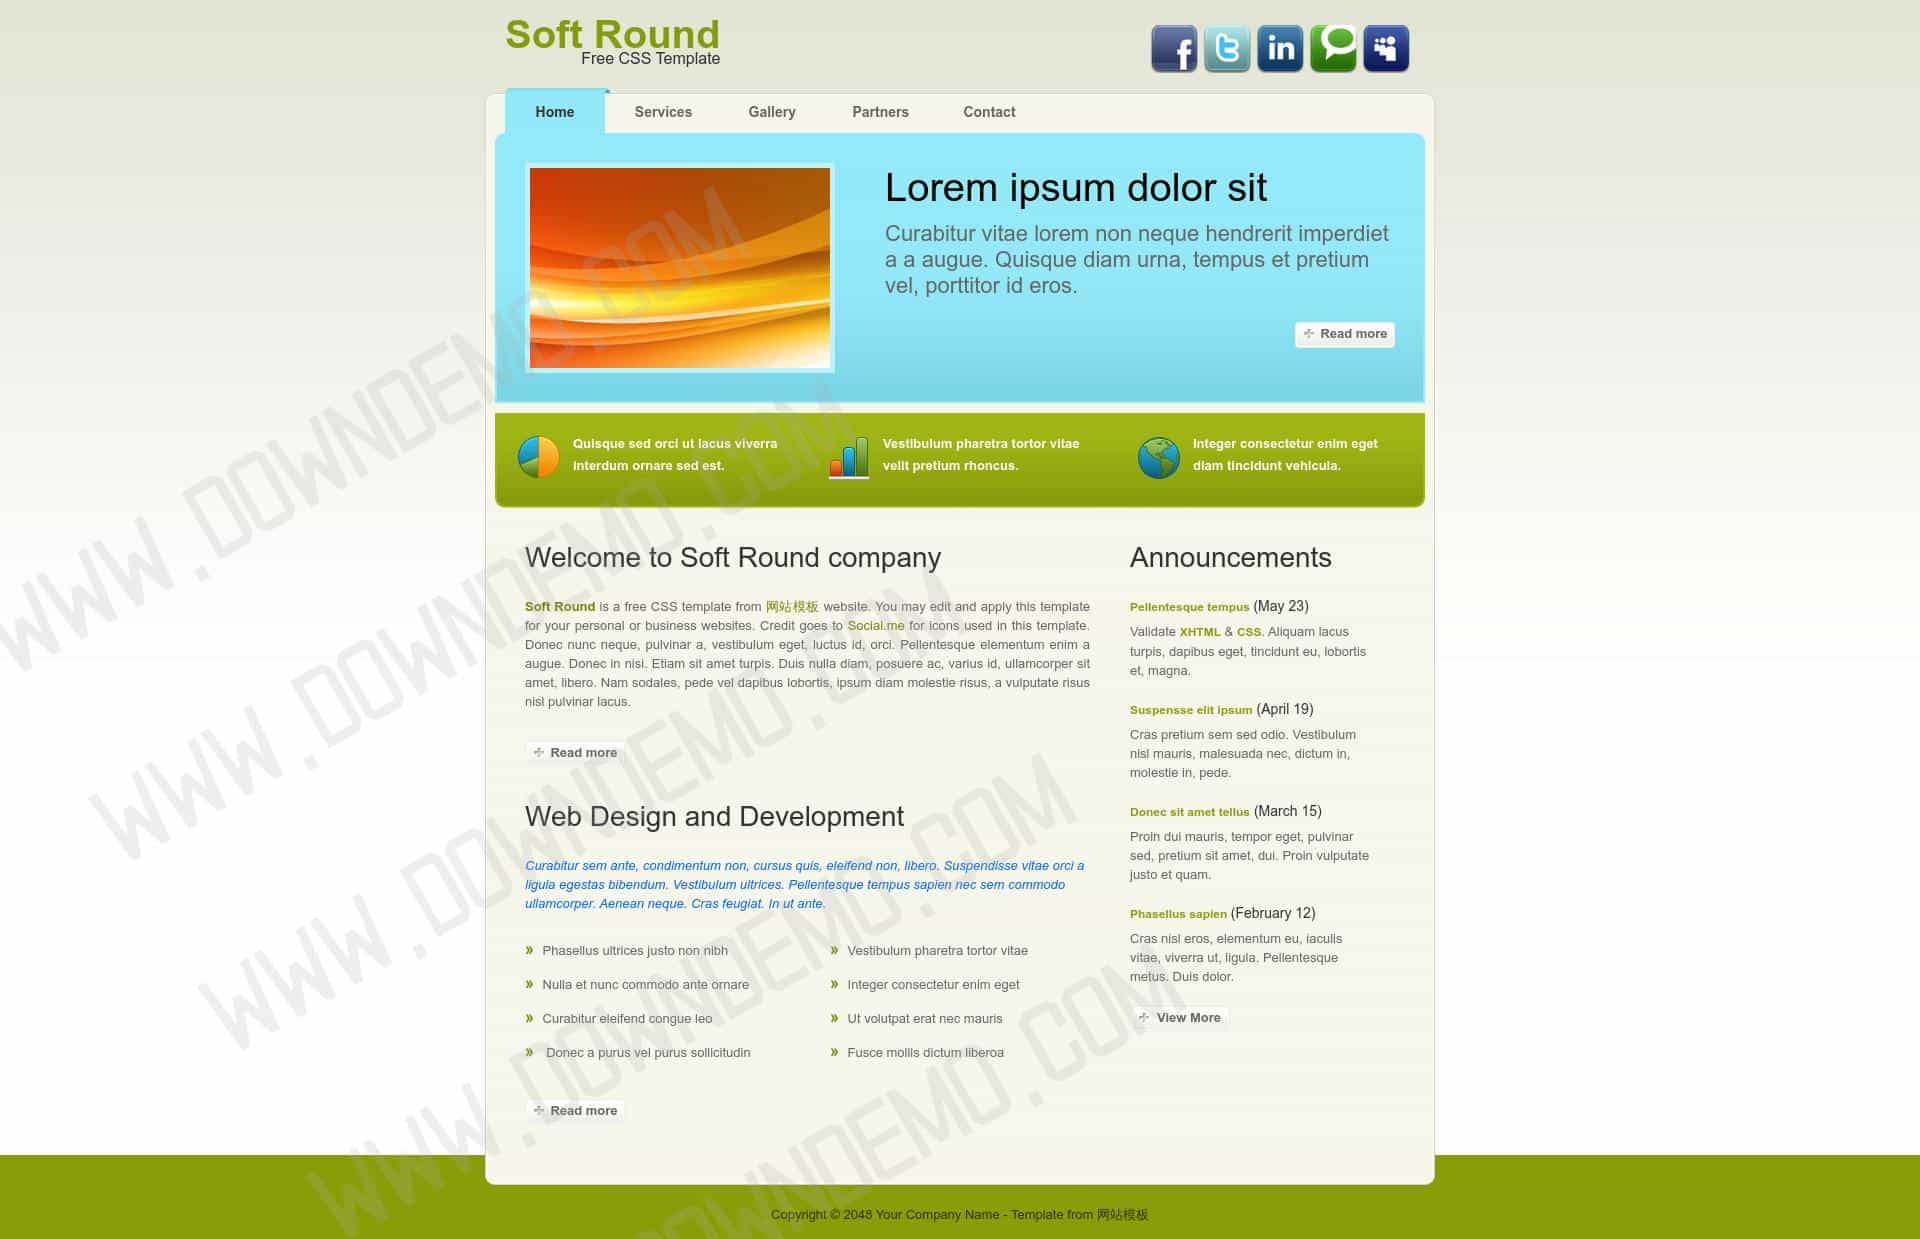 Soft Round
Free CSS Template
Home
Services
Gallery
Partners
Contact
Lorem ipsum dolor sit
Curabitur vitae lorem non neque hendrerit imperdiet
a a augue. Quisque diam urna, tempus et pretium
vel, porttitor id eros.
Read more
Quisque sed orci ut lacus viverra
interdum ornare sed est.
Vestibulum pharetra tortor vitae
velit pretium rhoncus.
Integer consectetur enim eget
diam tincidunt vehicula.
Welcome to Soft Round company
Soft Round is a free CSS template from 网站模板 website. You may edit and apply this template
for your personal or business websites. Credit goes to Social.me for icons used in this template.
Donec nunc neque, pulvinar a, vestibulum eget, luctus id, orci. Pellentesque elementum enim a
augue. Donec in nisi. Etiam sit amet turpis. Duis nulla diam, posuere ac, varius id, ullamcorper sit
amet, libero. Nam sodales, pede vel dapibus lobortis, ipsum diam molestie risus, a vulputate risus
nisl pulvinar lacus.
Read more
Web Design and Development
Curabitur sem ante, condimentum non, cursus quis, eleifend non, libero. Suspendisse vitae orci a
ligula egestas bibendum. Vestibulum ultrices. Pellentesque tempus sapien nec sem commodo
ullamcorper. Aenean neque. Cras feugiat. In ut ante.
» Phasellus ultrices justo non nibh
» Nulla et nunc commodo ante ornare
» Curabitur eleifend congue leo
» Donec a purus vel purus sollicitudin
» Vestibulum pharetra tortor vitae
» Integer consectetur enim eget
» Ut volutpat erat nec mauris
» Fusce mollis dictum liberoa
Read more
Announcements
Pellentesque tempus (May 23)
Validate XHTML & CSS. Aliquam lacus
turpis, dapibus eget, tincidunt eu, lobortis
et, magna.
Suspensse elit ipsum (April 19)
Cras pretium sem sed odio. Vestibulum
nisl mauris, malesuada nec, dictum in,
molestie in, pede.
Donec sit amet tellus (March 15)
Proin dui mauris, tempor eget, pulvinar
sed, pretium sit amet, dui. Proin vulputate
justo et quam.
Phasellus sapien (February 12)
Cras nisl eros, elementum eu, iaculis
vitae, viverra ut, ligula. Pellentesque
metus. Duis dolor.
View More
Copyright © 2048 Your Company Name - Template from 网站模板
WWW.DOWNDEMO.COM
WWW.DOWNDEMO.COM
WWW.DOWNDEMO.COM
WWW.DOWNDEMO.COM
WWW.DOWNDEMO.COM